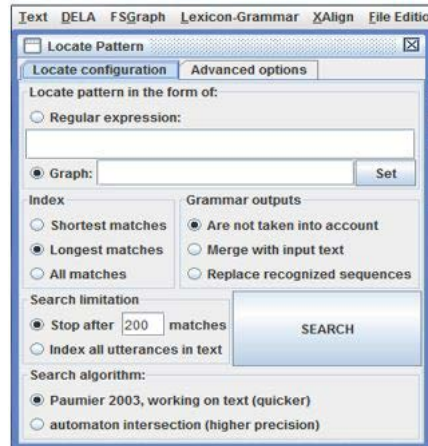 Text DELA FSGraph Lexicon-Grammar XAlign File Editio
Locate Pattern
Locate configuration Advanced options
Locate pattern in the form of:
Regular expression:
Graph: Set
Index Grammar outputs
Shortest matches Are not taken into account
Longest matches Merge with input text
All matches Replace recognized sequences
Search limitation
Stop after 200 matches SEARCH
Index all utterances in text
Search algorithm:
Paumier 2003, working on text (quicker)
automaton intersection (higher precision)